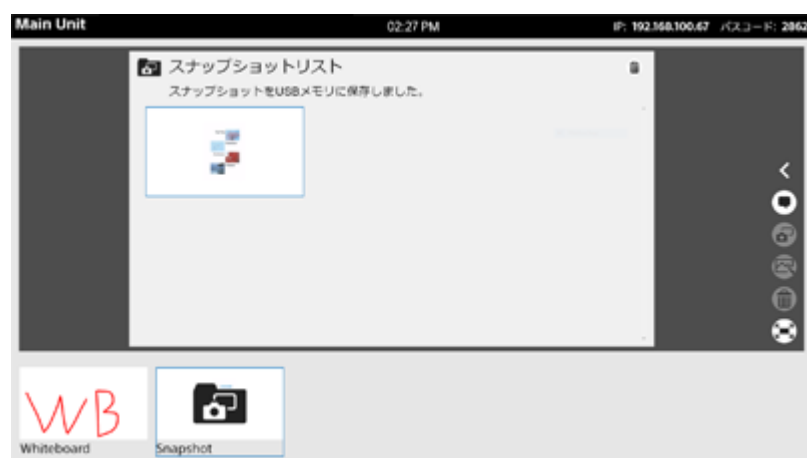 Main Unit 02:27 PM IP: 192.168.100.67 パスコード: 2862
スナップショットリスト
スナップショットをUSBメモリに保存しました。
WB
Whiteboard
Snapshot